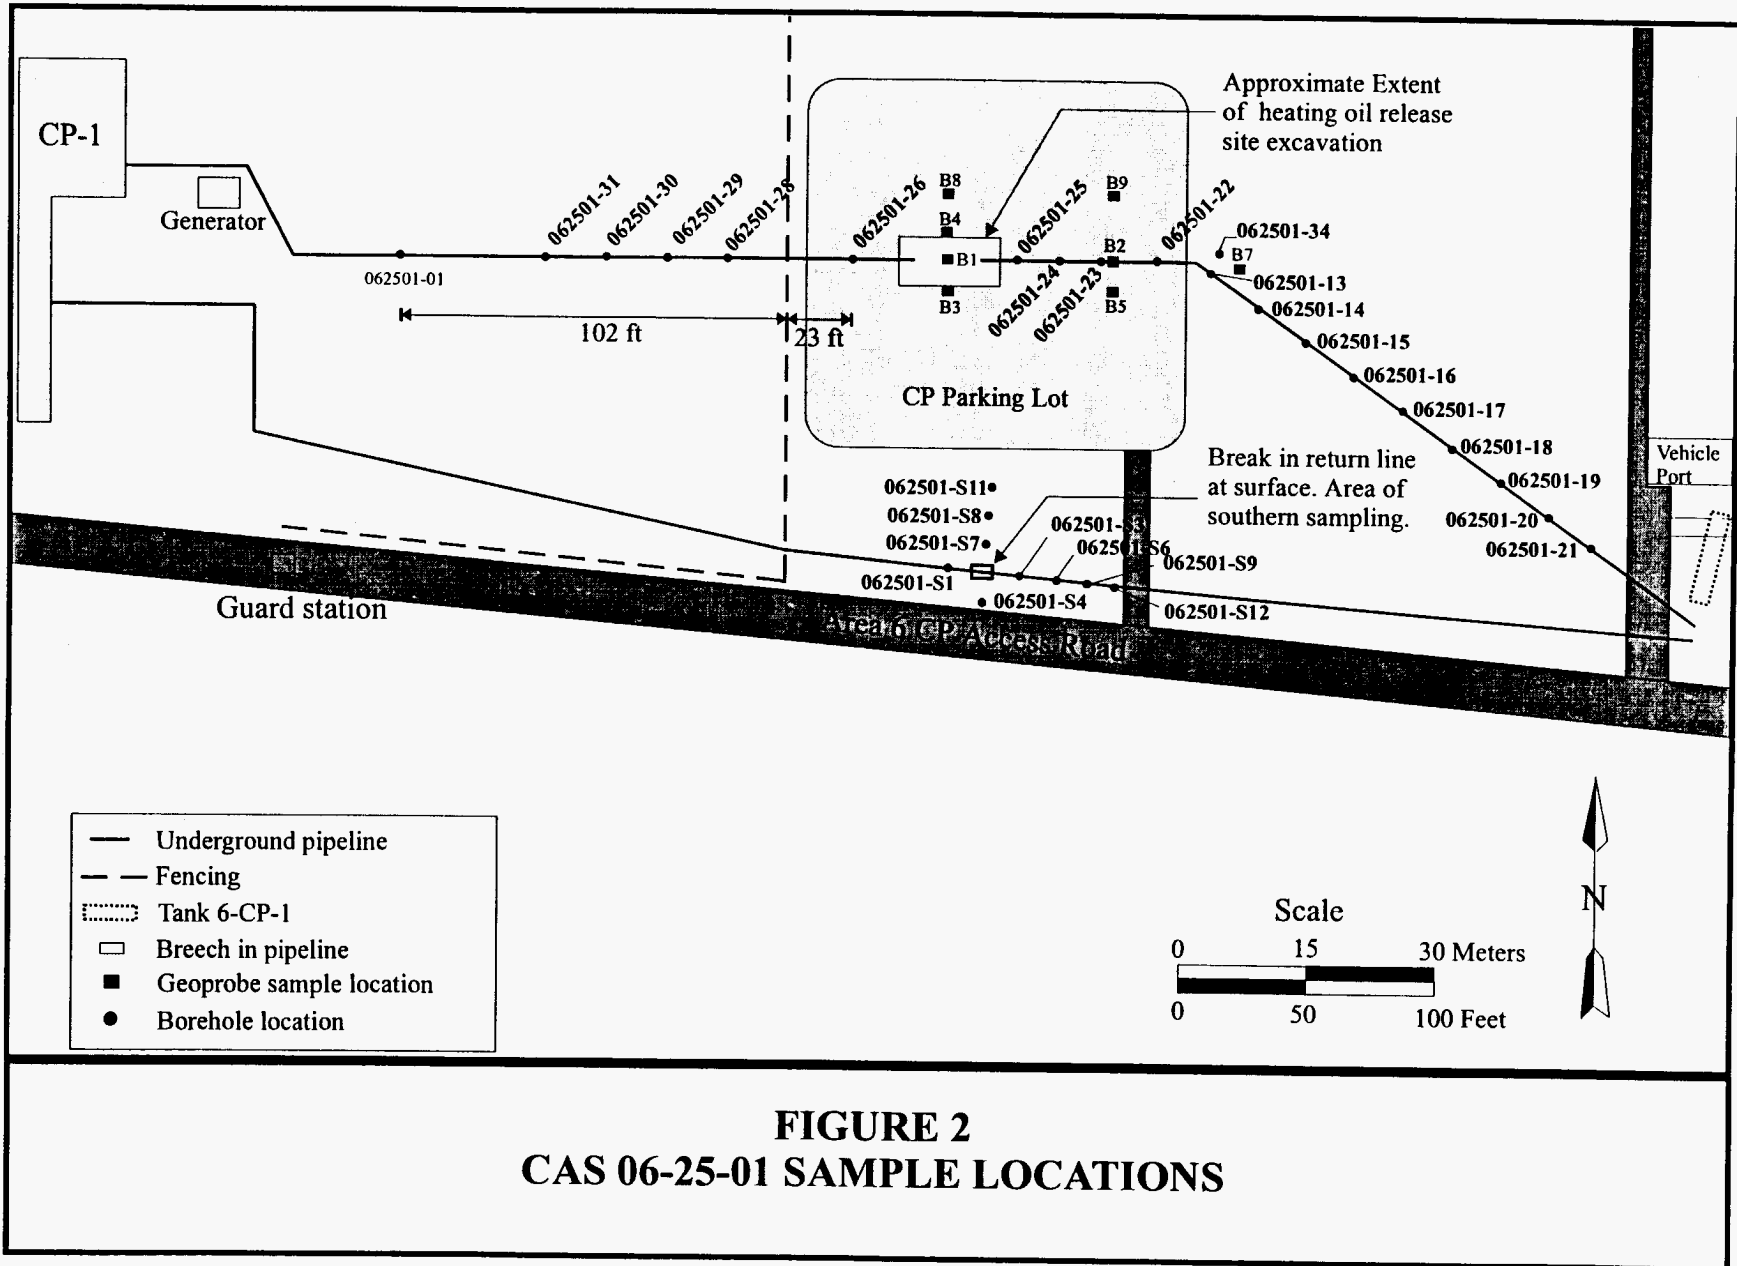 Approximate Extent
of heating oil release
site excavation
CP-1
Generator
062501-31
062501-30
062501-29
062501-28
062501-26
062501-25
062501-22
062501-01
B8
B9
B4
B2
B1
B3
B5
062501-24
062501-23
062501-34
B7
062501-13
062501-14
062501-15
062501-16
062501-17
062501-18
062501-19
062501-20
062501-21
102 ft
23 ft
CP Parking Lot
Vehicle
Port
Break in return line
at surface. Area of
southern sampling.
062501-S11
062501-S8
062501-S7
062501-S3
062501-S6
062501-S9
062501-S1
062501-S4
062501-S12
Guard station
Area 6 CP Access Road
Underground pipeline
Fencing
Tank 6-CP-1
Breech in pipeline
Geoprobe sample location
Borehole location
Scale
0 15 30 Meters
0 50 100 Feet
N
FIGURE 2
CAS 06-25-01 SAMPLE LOCATIONS